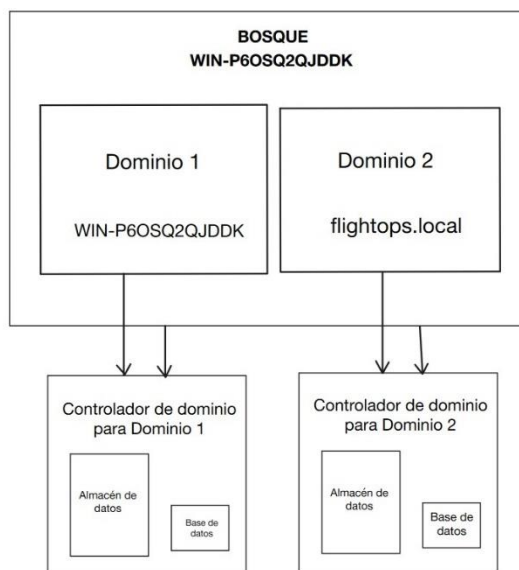 BOSQUE
WIN-P6OSQ2QJDDK
Dominio 1
WIN-P6OSQ2QJDDK
Dominio 2
flightops.local
Controlador de dominio
para Dominio 1
Almacén de
datos
Base de
datos
Controlador de dominio
para Dominio 2
Almacén de
datos
Base de
datos